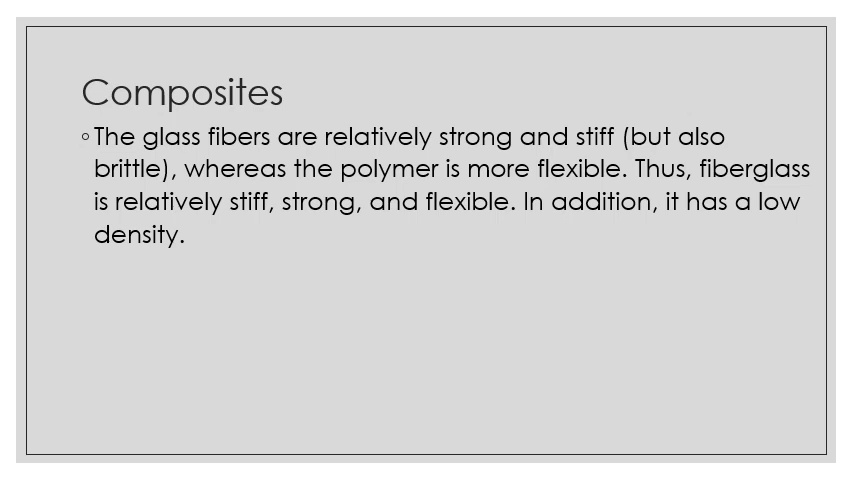 Composites
◦The glass fibers are relatively strong and stiff (but also
brittle), whereas the polymer is more flexible. Thus, fiberglass
is relatively stiff, strong, and flexible. In addition, it has a low
density.